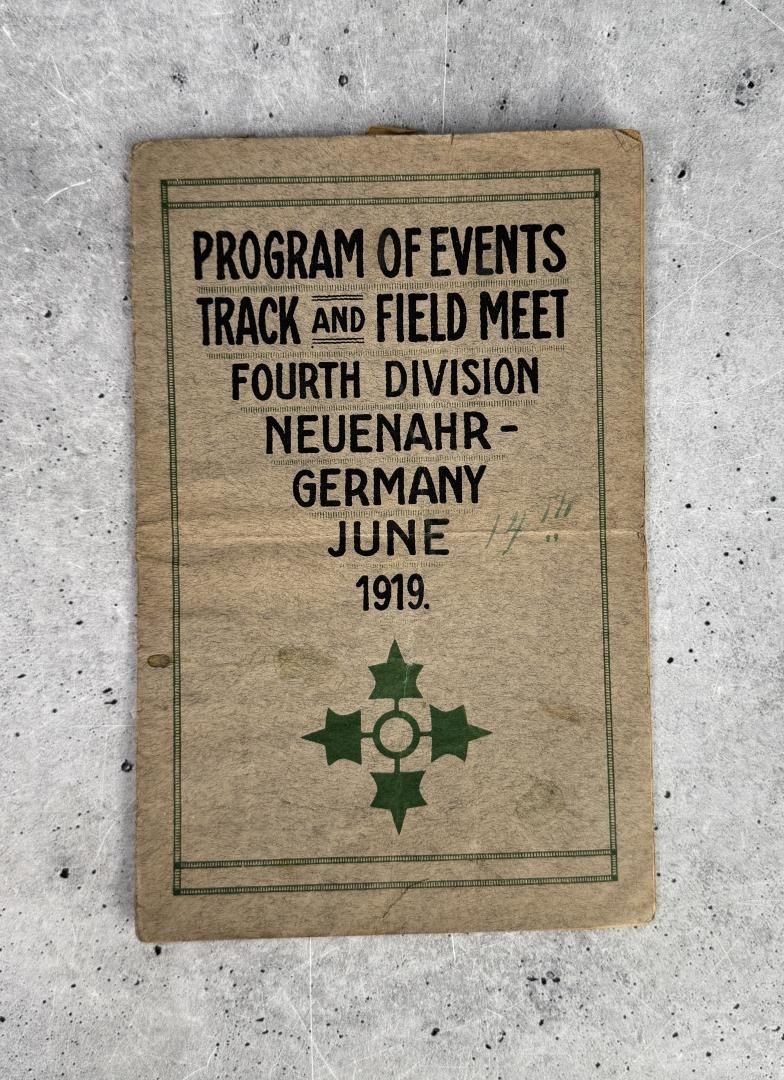 PROGRAM OF EVENTS
TRACK AND FIELD MEET
FOURTH DIVISION
NEUENAHR-
GERMANY
JUNE 14TH
1919.